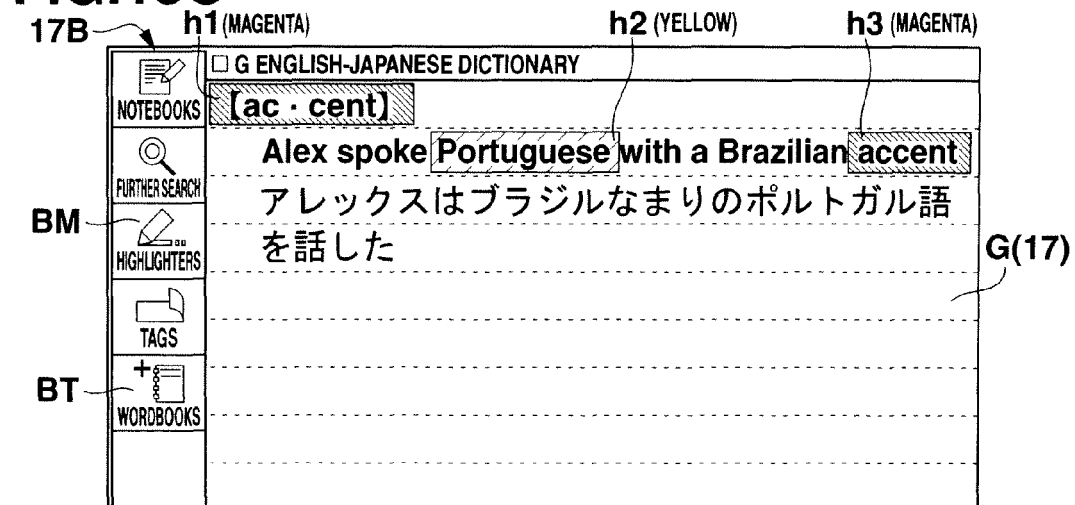 17B h1 (MAGENTA) h2 (YELLOW) h3 (MAGENTA)
□ G ENGLISH-JAPANESE DICTIONARY
NOTEBOOKS 【ac · cent】
Alex spoke Portuguese with a Brazilian accent
FURTHER SEARCH
アレックスはブラジルなまりのポルトガル語
BM
を話した
HIGHLIGHTERS
G(17)
TAGS
BT
WORDBOOKS